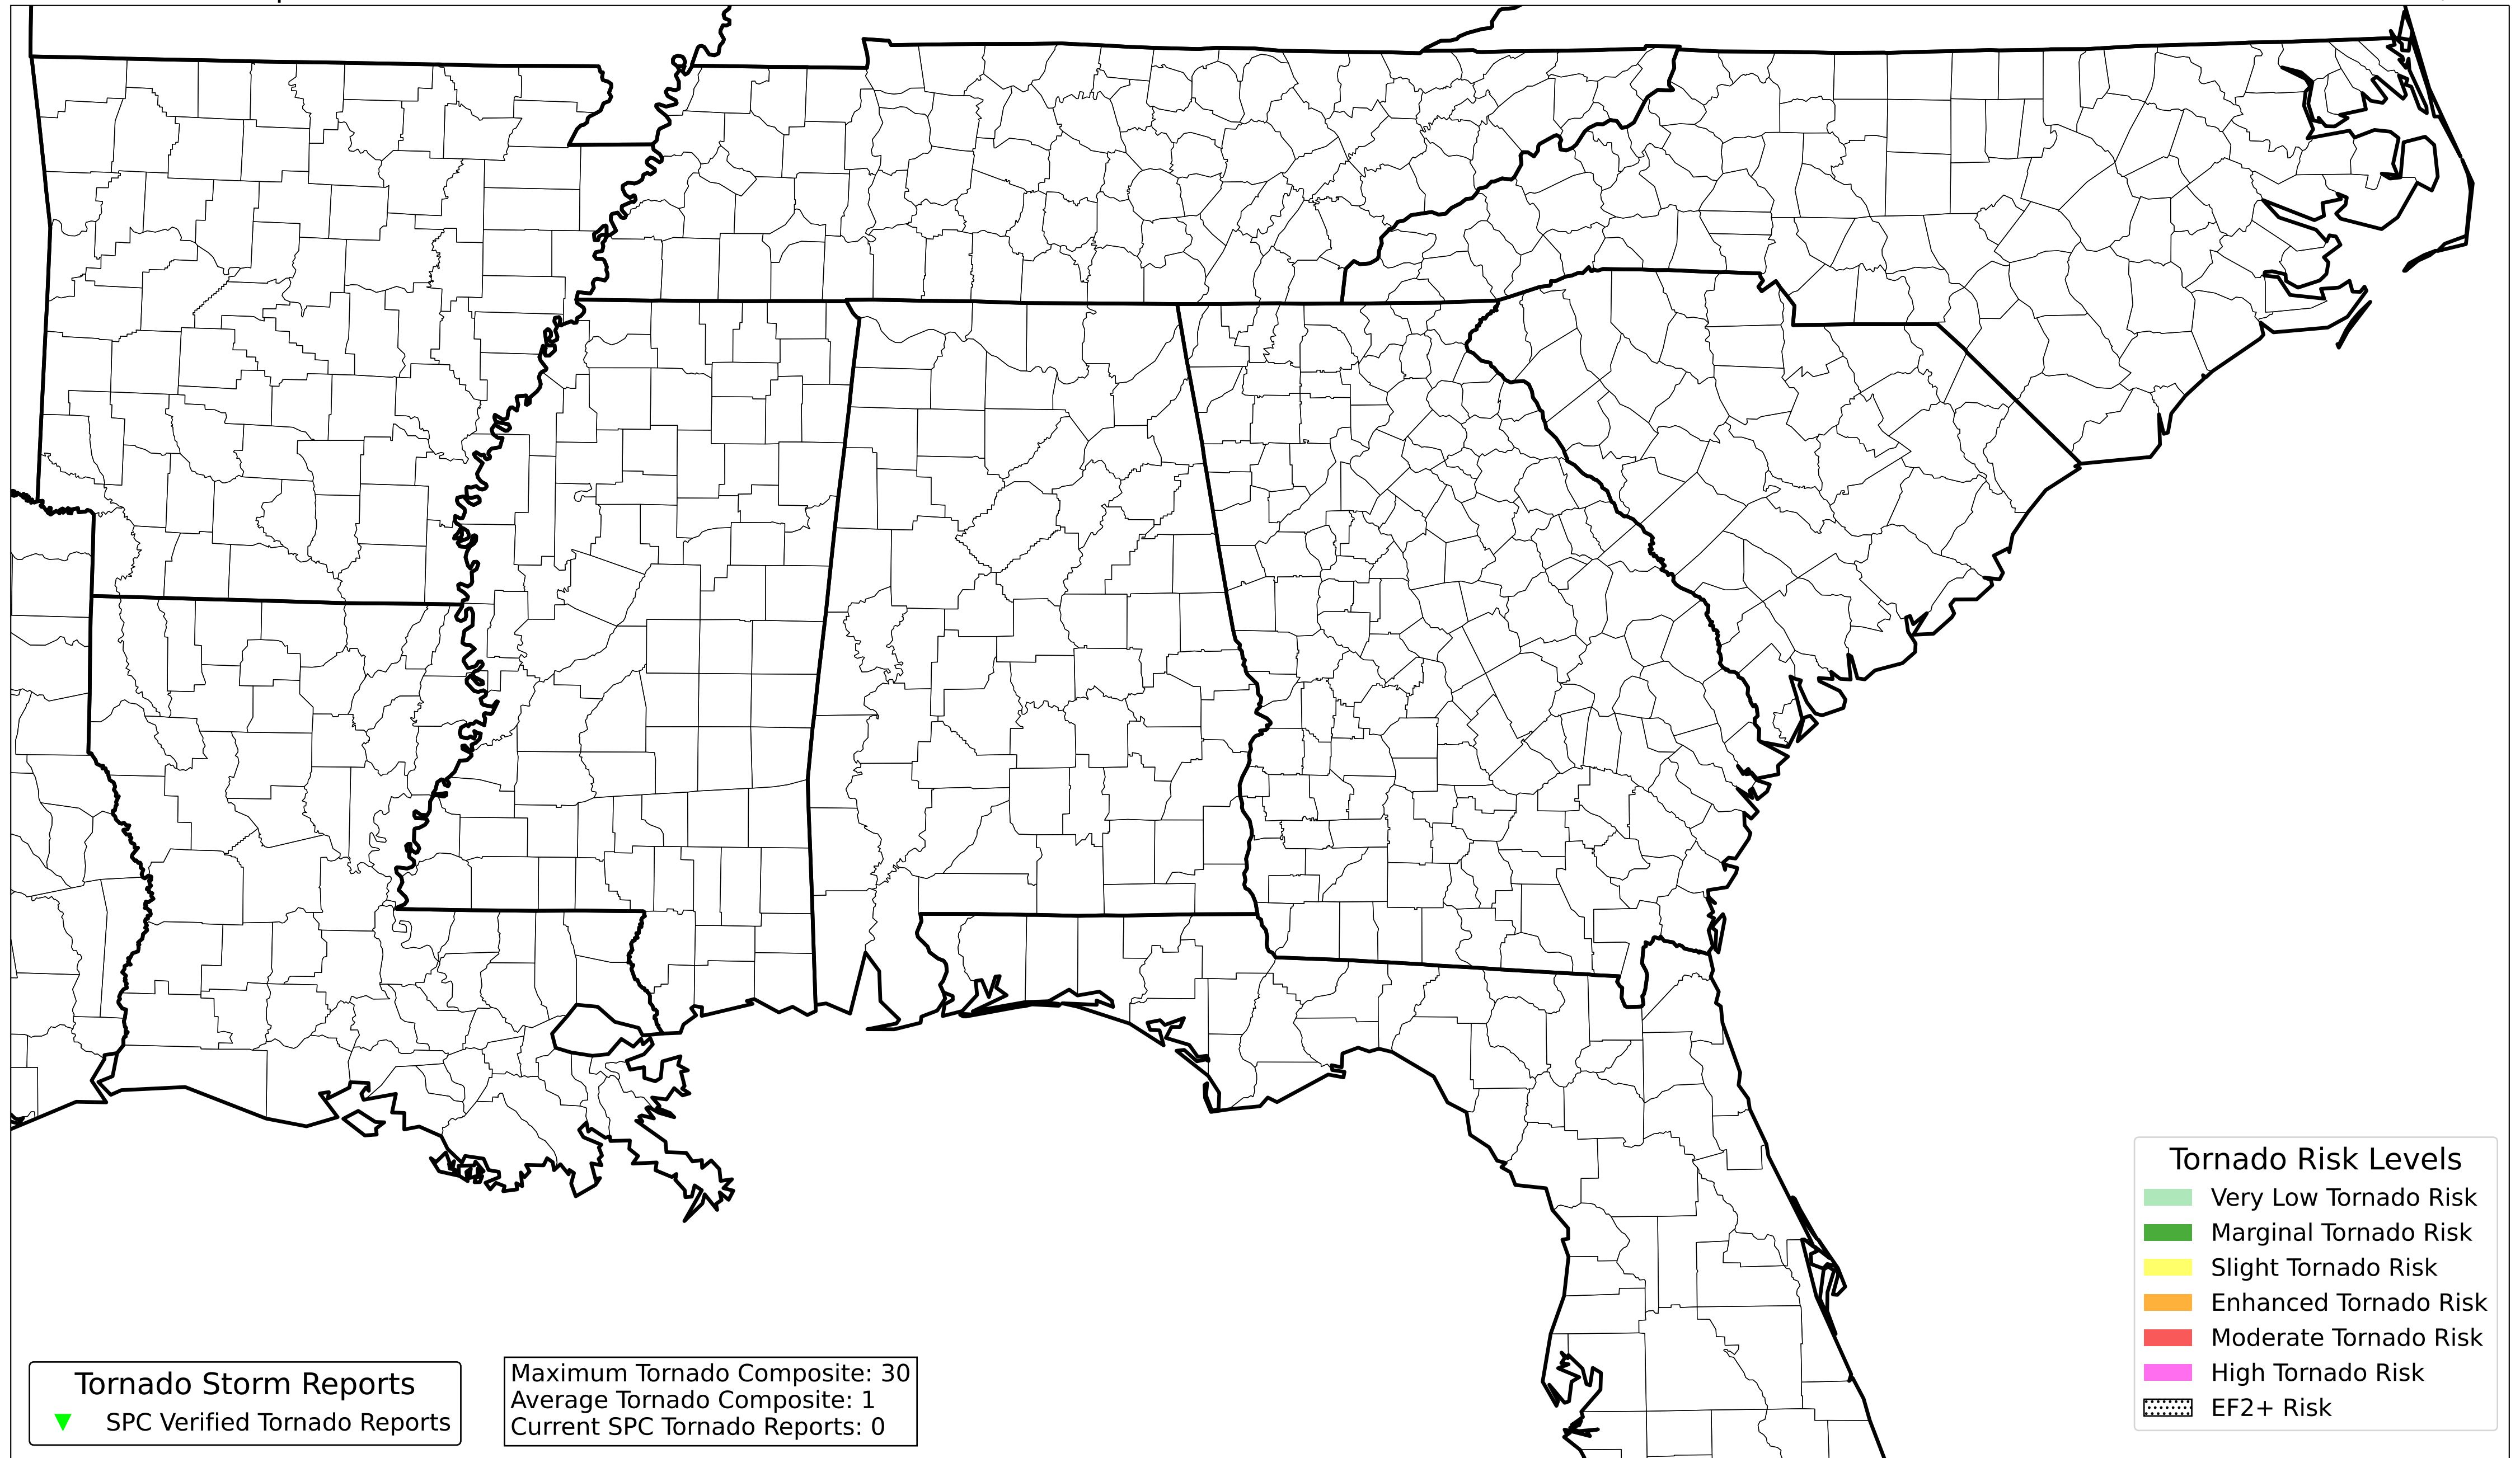 Tornado Risk Levels
Very Low Tornado Risk
Marginal Tornado Risk
Slight Tornado Risk
Enhanced Tornado Risk
Moderate Tornado Risk
High Tornado Risk
EF2+ Risk
Tornado Storm Reports
SPC Verified Tornado Reports
Maximum Tornado Composite: 30
Average Tornado Composite: 1
Current SPC Tornado Reports: 0